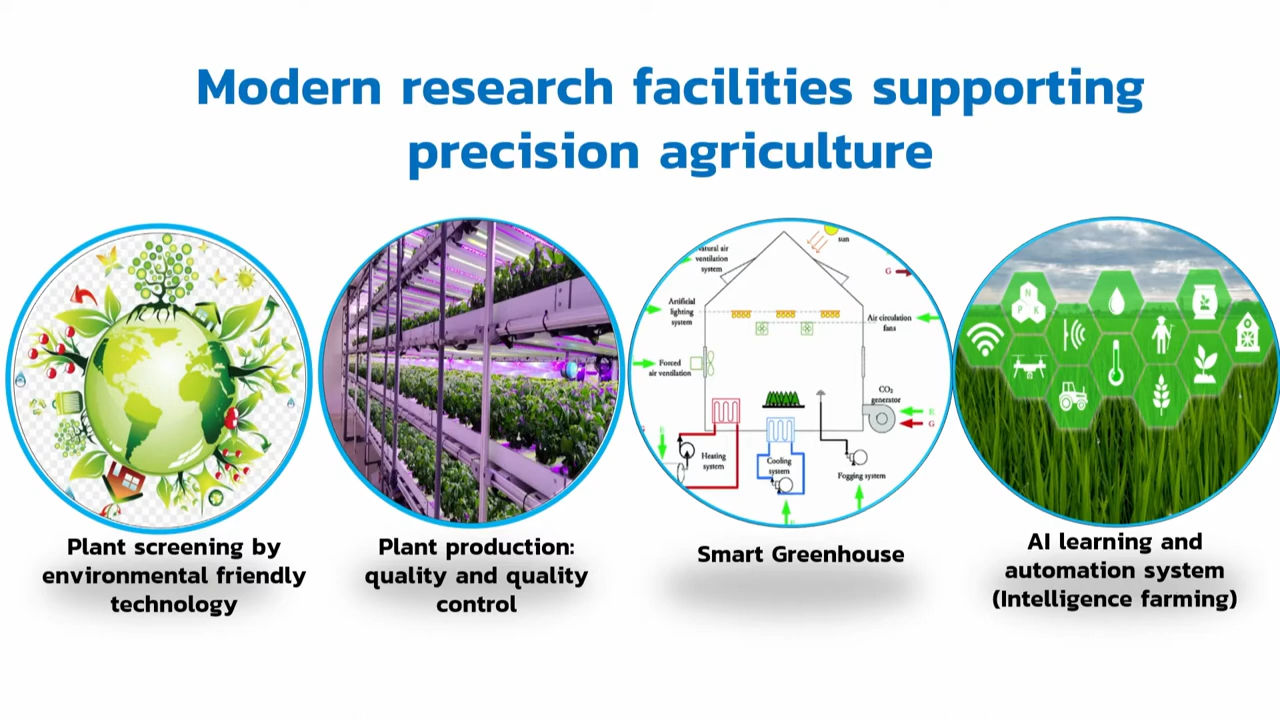 Modern research facilities supporting
precision agriculture
natural air
ventilation
system
sun
G
Artificial
lighting
system
Air circulation
fans
Forced
air ventilation
CO₂
generator
E
G
E
Heating
system
Cooling
system
Fogging system
E
N
P K
Plant screening by
environmental friendly
technology
Plant production:
quality and quality
control
Smart Greenhouse
AI learning and
automation system
(Intelligence farming)